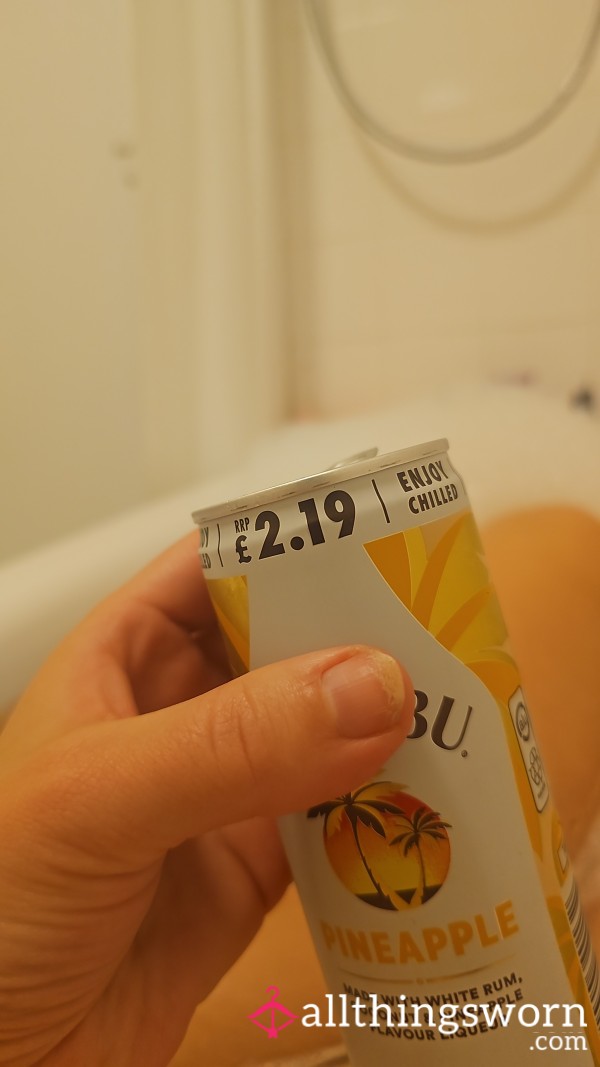 RRP
£2.19
ENJOY
CHILLED
BU
PINEAPPLE
MADE WITH WHITE RUM,
FLAVOUR LIQUEUR
allthingsworn
.com